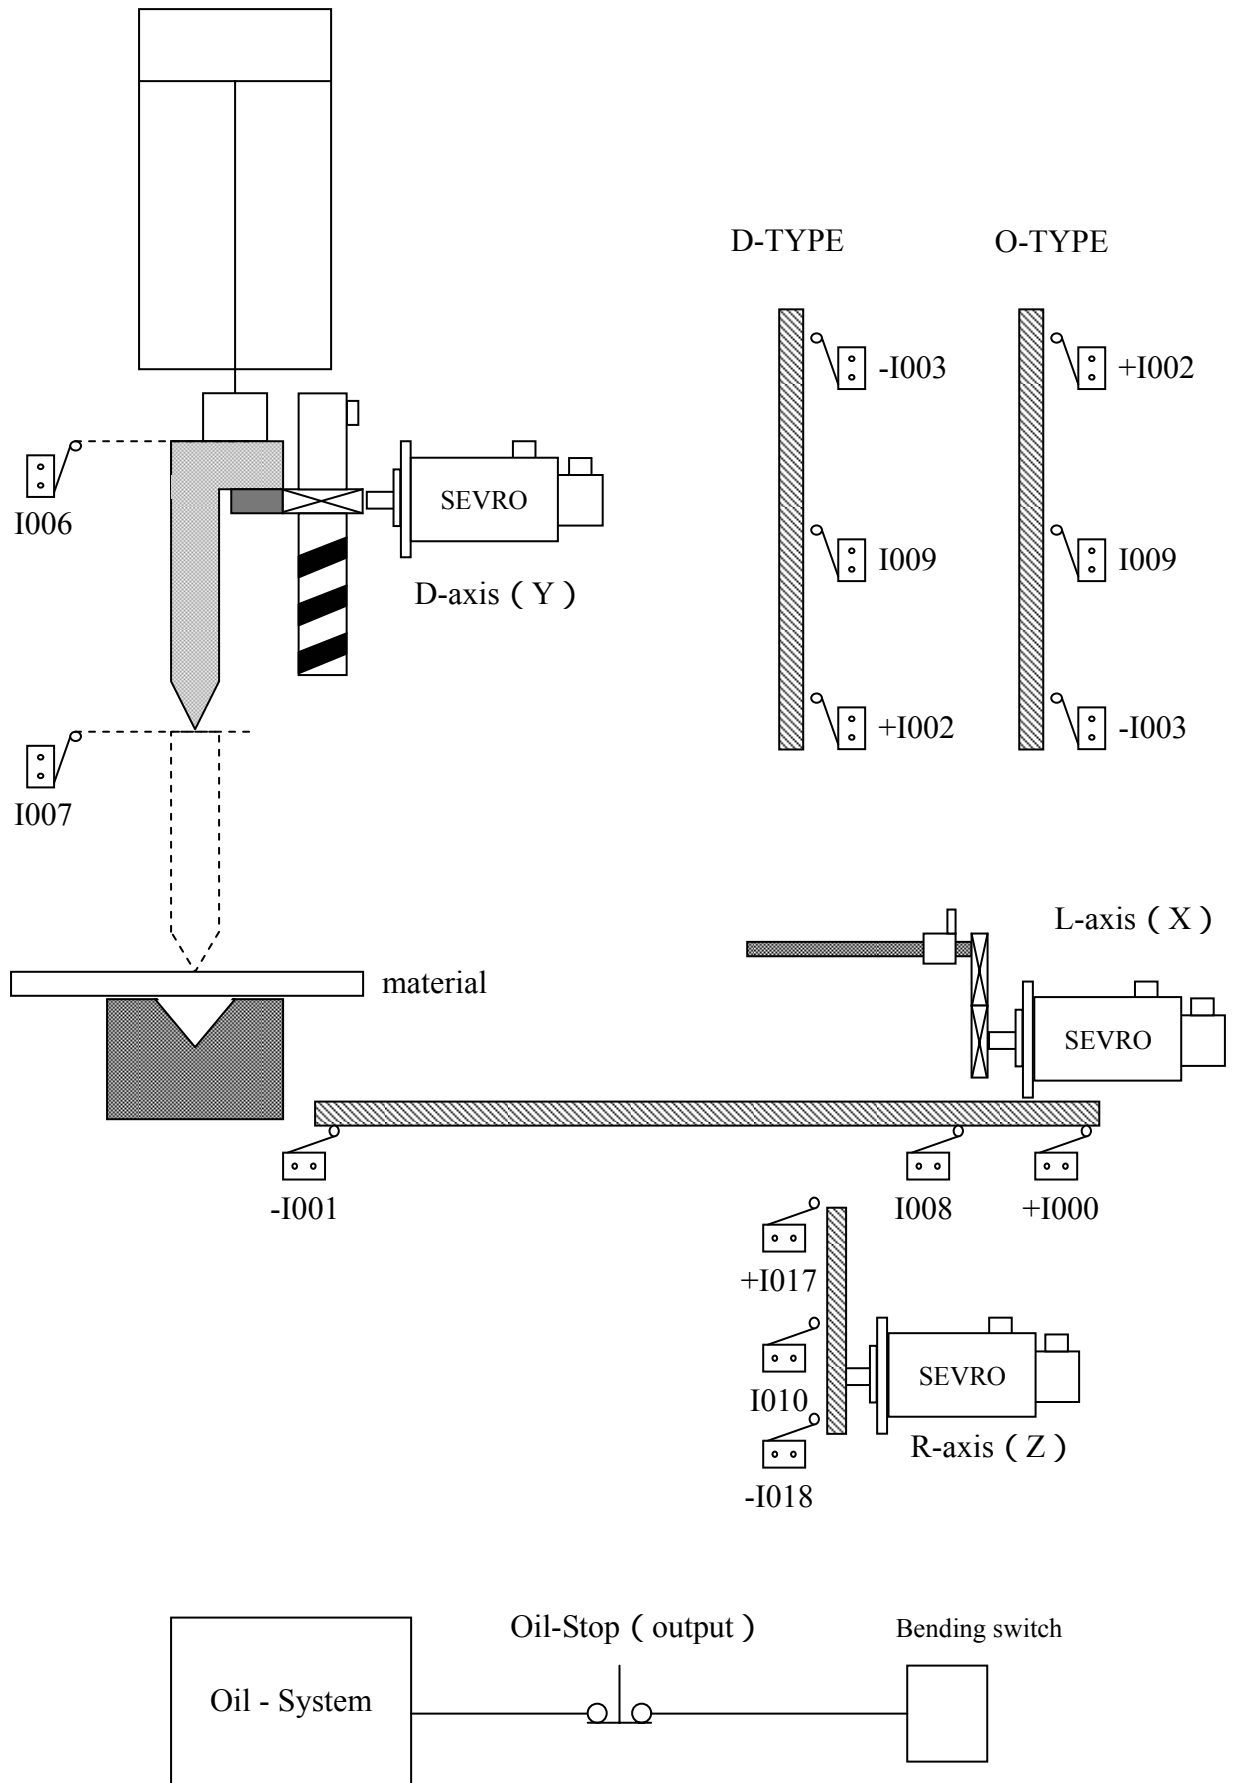 D-TYPE
O-TYPE
-I003
+I002
I006
SEVRO
I009
I009
D-axis ( Y )
+I002
-I003
I007
L-axis ( X )
material
SEVRO
-I001
I008
+I000
+I017
I010
SEVRO
R-axis ( Z )
-I018
Oil-Stop ( output )
Bending switch
Oil - System